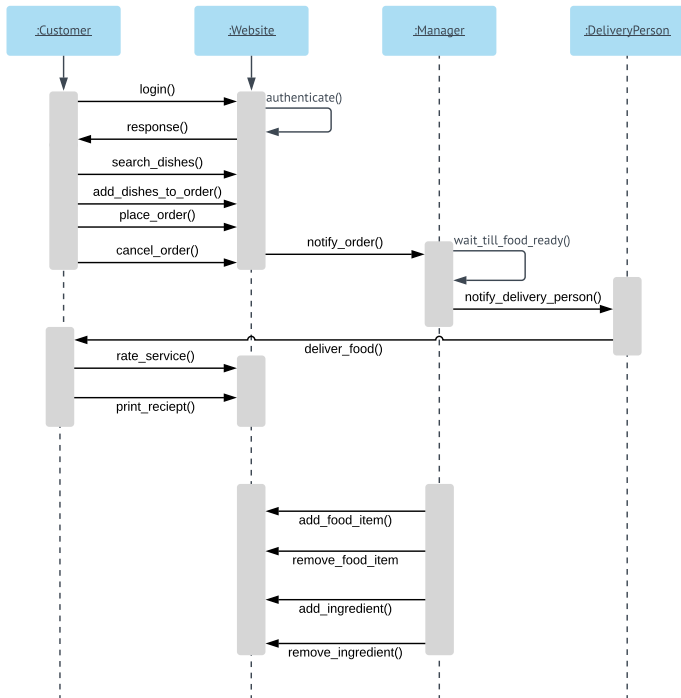 :Customer
:Website
:Manager
:DeliveryPerson
login()
authenticate()
response()
search_dishes()
add_dishes_to_order()
place_order()
cancel_order()
notify_order()
wait_till_food_ready()
notify_delivery_person()
deliver_food()
rate_service()
print_reciept()
add_food_item()
remove_food_item
add_ingredient()
remove_ingredient()